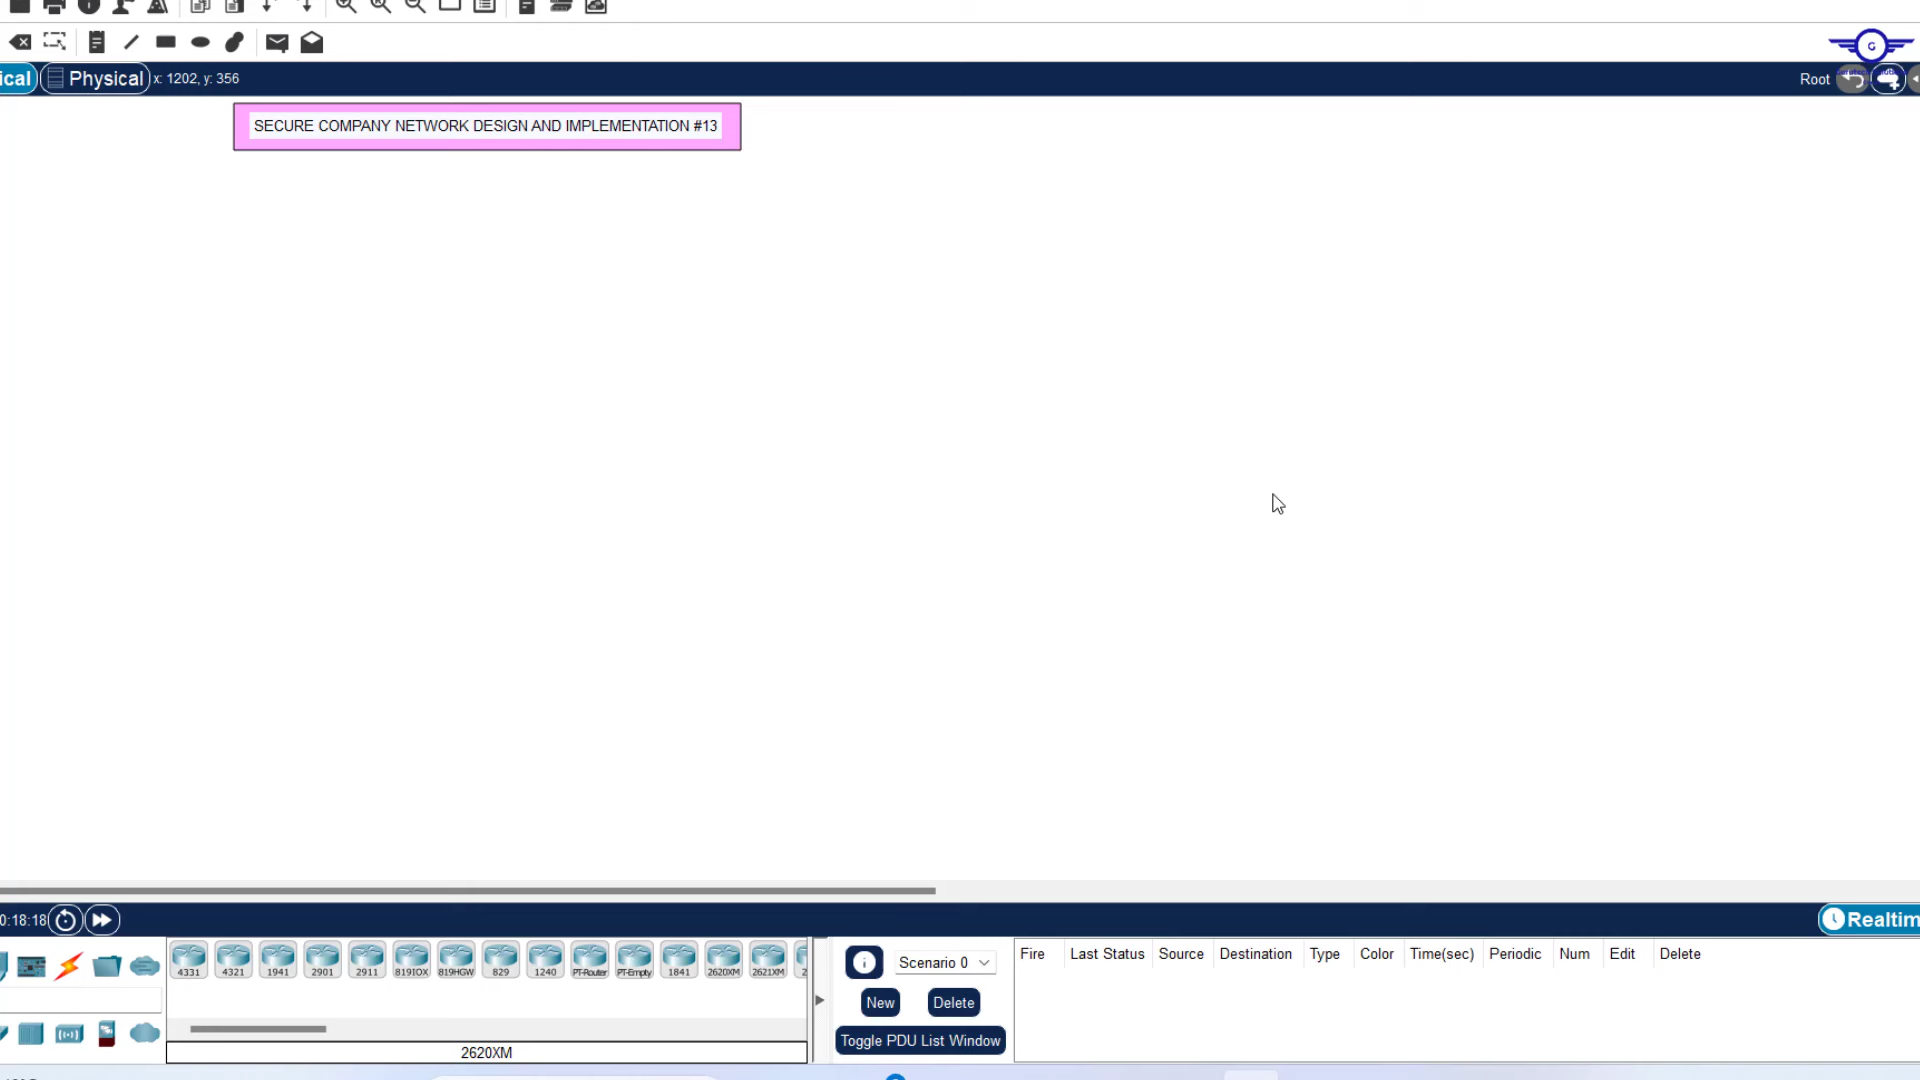 cal
Physical
x: 1202, y: 356
G
Root
SECURE COMPANY NETWORK DESIGN AND IMPLEMENTATION #13
0:18:18
Realtim
4331
4321
1941
2901
2911
819IOX
819HGW
829
1240
PT-Router
PT-Empty
1841
2620XM
2621XM
2
2620XM
Scenario 0
New
Delete
Toggle PDU List Window
Fire
Last Status
Source
Destination
Type
Color
Time(sec)
Periodic
Num
Edit
Delete